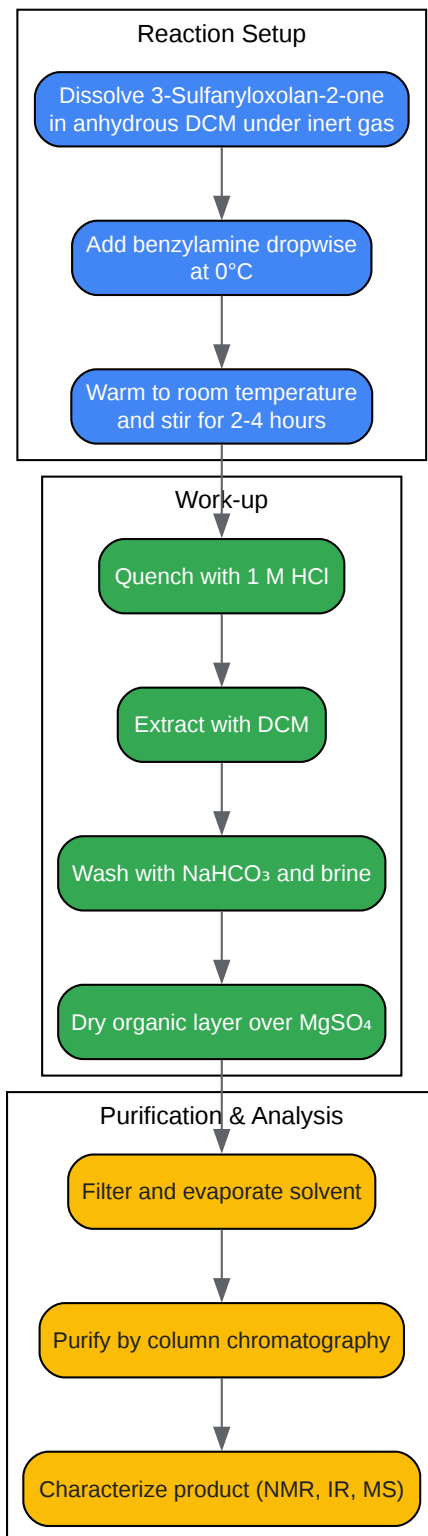 Reaction Setup
Dissolve 3-Sulfanyloxolan-2-one
in anhydrous DCM under inert gas
Add benzylamine dropwise
at 0°C
Warm to room temperature
and stir for 2-4 hours
Work-up
Quench with 1 M HCl
Extract with DCM
Wash with NaHCO₃ and brine
Dry organic layer over MgSO₄
Purification & Analysis
Filter and evaporate solvent
Purify by column chromatography
Characterize product (NMR, IR, MS)